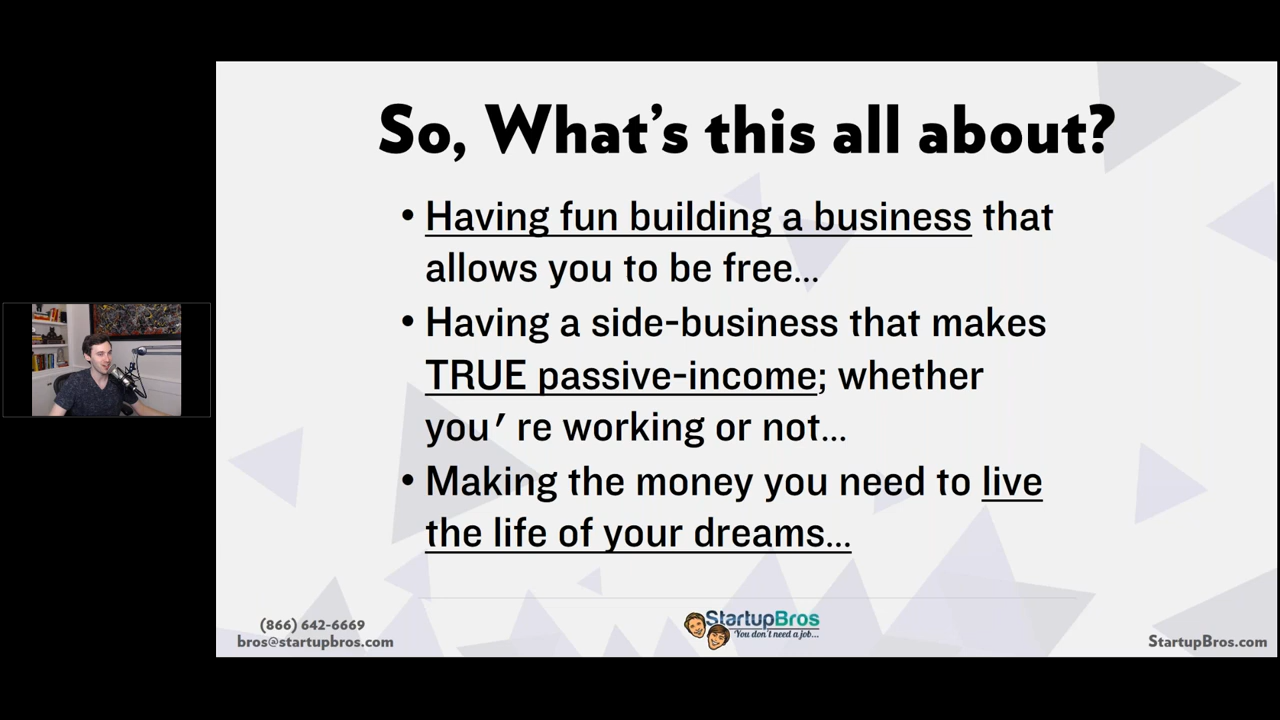 So, What's this all about?
• Having fun building a business that
allows you to be free...
• Having a side-business that makes
TRUE passive-income; whether
you' re working or not...
• Making the money you need to live
the life of your dreams...
(866) 642-6669
bros@startupbros.com
StartupBros
You don't need a job...
StartupBros.com